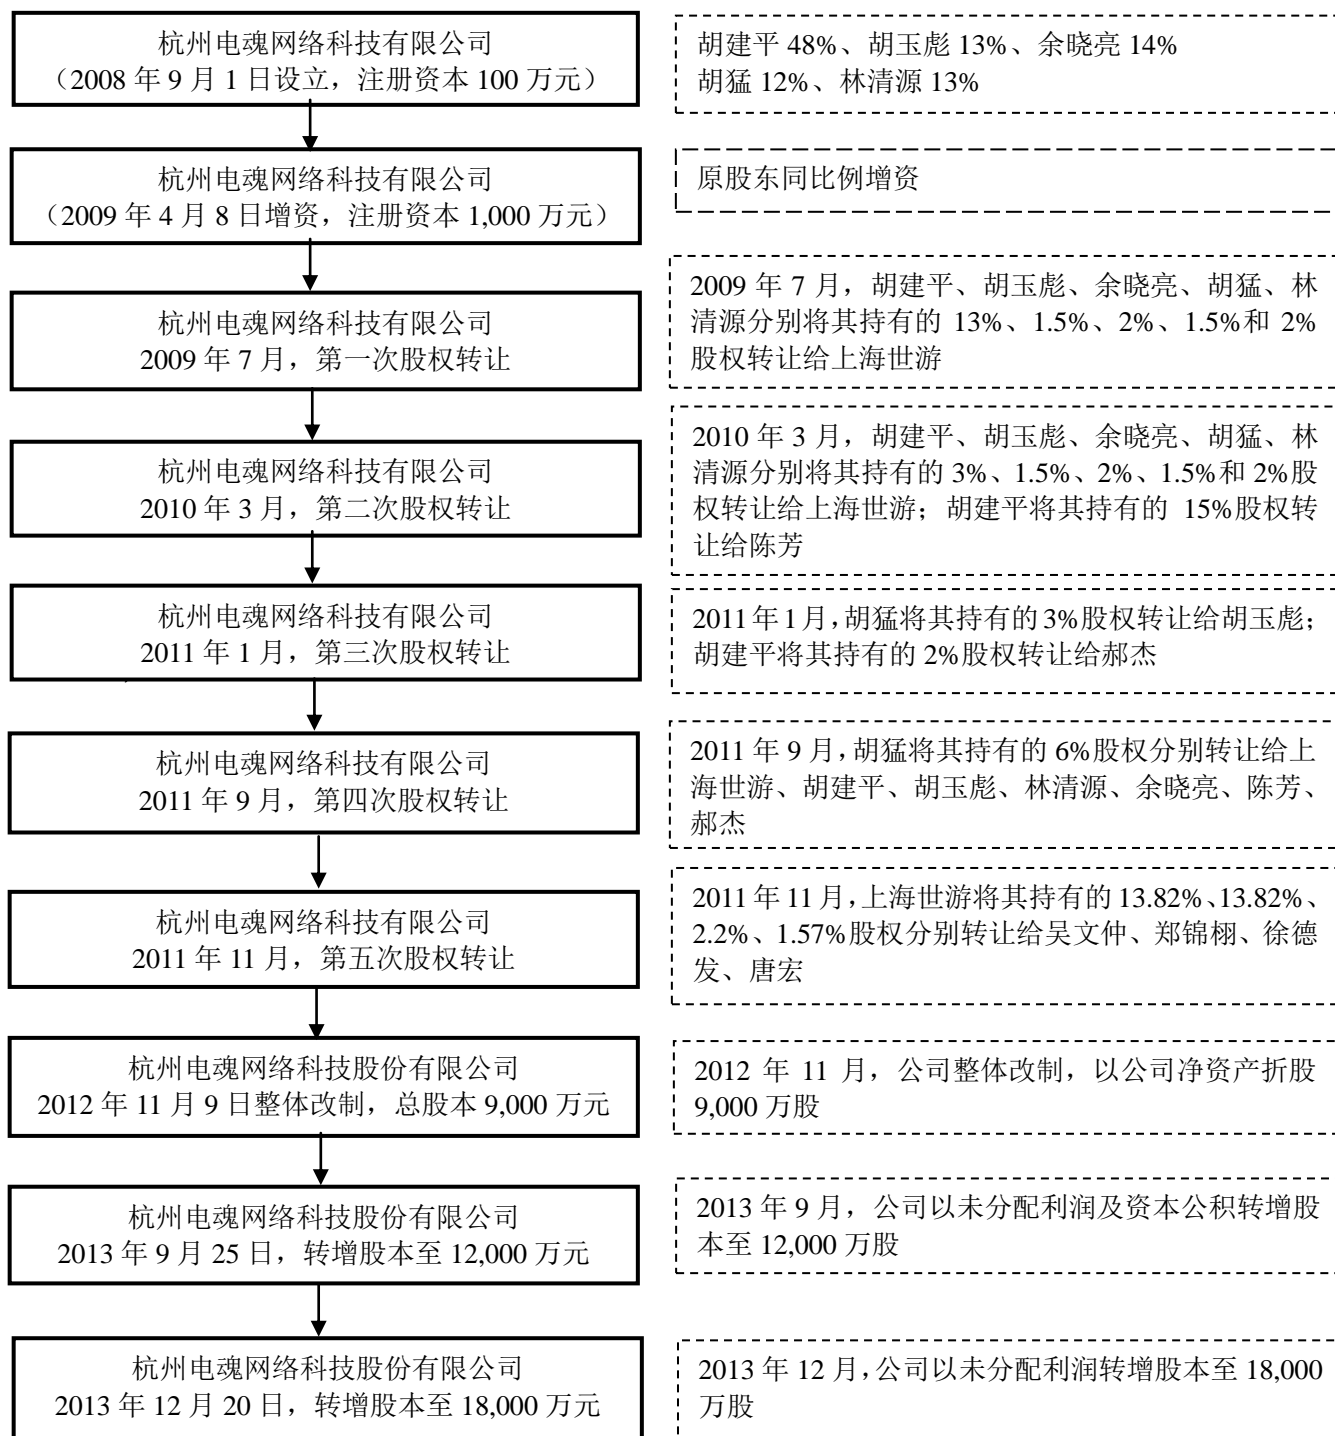 杭州电魂网络科技有限公司
（2008 年 9 月 1 日设立，注册资本 100 万元）
胡建平 48%、胡玉彪 13%、余晓亮 14%
胡猛 12%、林清源 13%
杭州电魂网络科技有限公司
（2009 年 4 月 8 日增资，注册资本 1,000 万元）
原股东同比例增资
杭州电魂网络科技有限公司
2009 年 7 月，第一次股权转让
2009 年 7 月，胡建平、胡玉彪、余晓亮、胡猛、林
清源分别将其持有的 13%、1.5%、2%、1.5%和 2%
股权转让给上海世游
杭州电魂网络科技有限公司
2010 年 3 月，第二次股权转让
2010 年 3 月，胡建平、胡玉彪、余晓亮、胡猛、林
清源分别将其持有的 3%、1.5%、2%、1.5%和 2%股
权转让给上海世游；胡建平将其持有的 15%股权转
让给陈芳
杭州电魂网络科技有限公司
2011 年 1 月，第三次股权转让
2011 年 1 月，胡猛将其持有的 3%股权转让给胡玉彪；
胡建平将其持有的 2%股权转让给郝杰
杭州电魂网络科技有限公司
2011 年 9 月，第四次股权转让
2011 年 9 月，胡猛将其持有的 6%股权分别转让给上
海世游、胡建平、胡玉彪、林清源、余晓亮、陈芳、
郝杰
杭州电魂网络科技有限公司
2011 年 11 月，第五次股权转让
2011 年 11 月，上海世游将其持有的 13.82%、13.82%、
2.2%、1.57%股权分别转让给吴文仲、郑锦栩、徐德
发、唐宏
杭州电魂网络科技股份有限公司
2012 年 11 月 9 日整体改制，总股本 9,000 万元
2012 年 11 月，公司整体改制，以公司净资产折股
9,000 万股
杭州电魂网络科技股份有限公司
2013 年 9 月 25 日，转增股本至 12,000 万元
2013 年 9 月，公司以未分配利润及资本公积转增股
本至 12,000 万股
杭州电魂网络科技股份有限公司
2013 年 12 月 20 日，转增股本至 18,000 万元
2013 年 12 月，公司以未分配利润转增股本至 18,000
万股